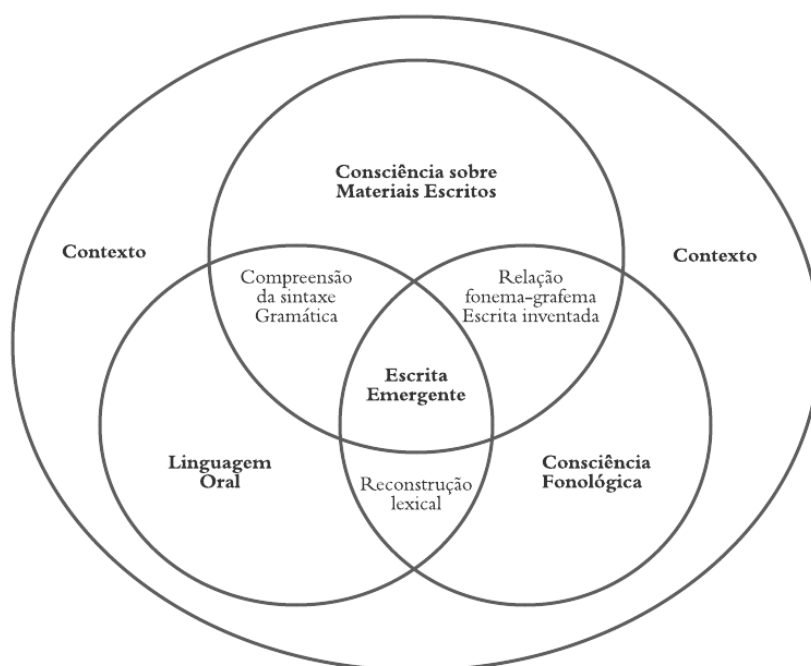 Consciência sobre
Materiais Escritos
Contexto
Contexto
Compreensão
da sintaxe
Gramática
Relação
fonema-grafema
Escrita inventada
Escrita
Emergente
Linguagem
Oral
Reconstrução
lexical
Consciência
Fonológica